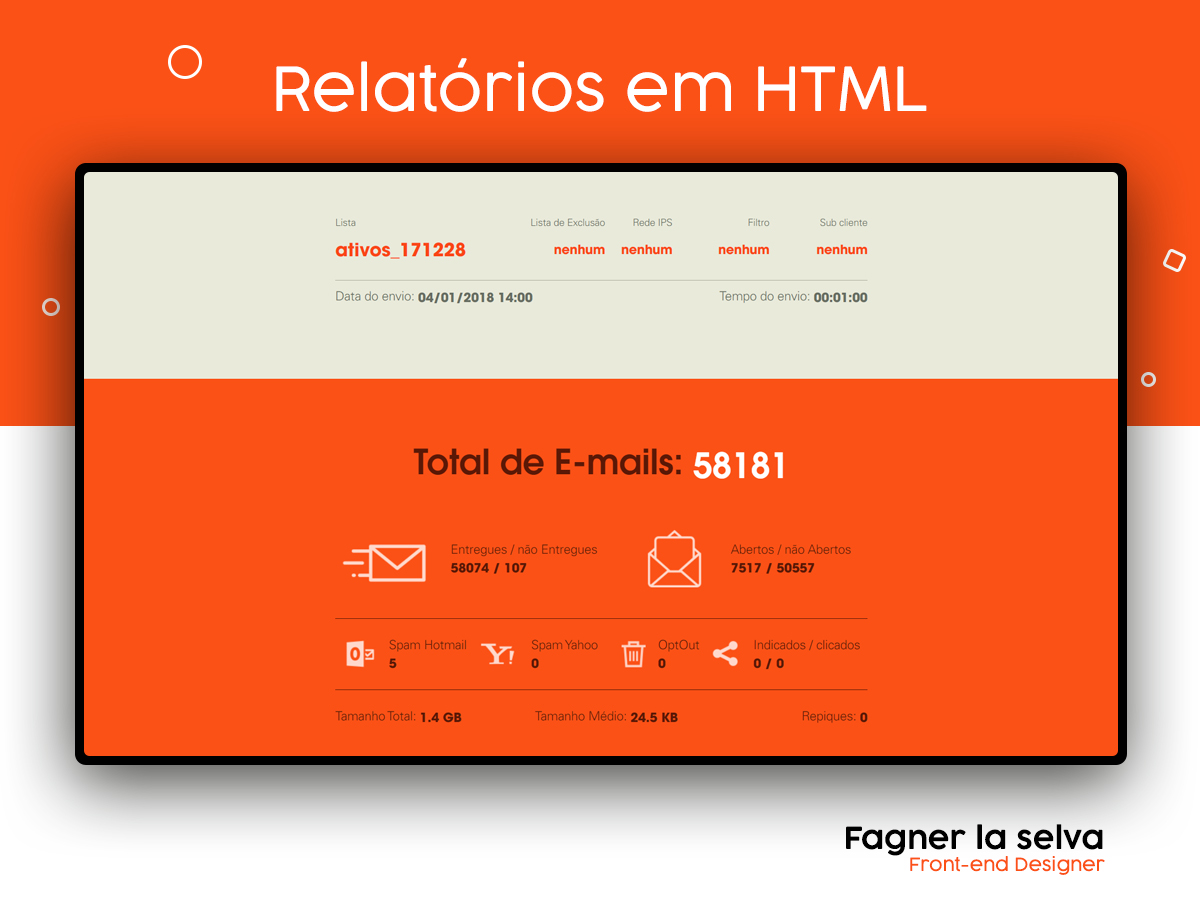 Relatórios em HTML
Lista Lista de Exclusão Rede IPS Filtro Sub cliente
ativos_171228 nenhum nenhum nenhum nenhum
Data do envio: 04/01/2018 14:00 Tempo do envio: 00:01:00
Total de E-mails: 58181
Entregues / não Entregues Abertos / não Abertos
58074 / 107 7517 / 50557
Spam Hotmail Spam Yahoo OptOut Indicados / clicados
5 0 0 0 / 0
Tamanho Total: 1.4 GB Tamanho Médio: 24.5 KB Repiques: 0
Fagner la selva
Front-end Designer